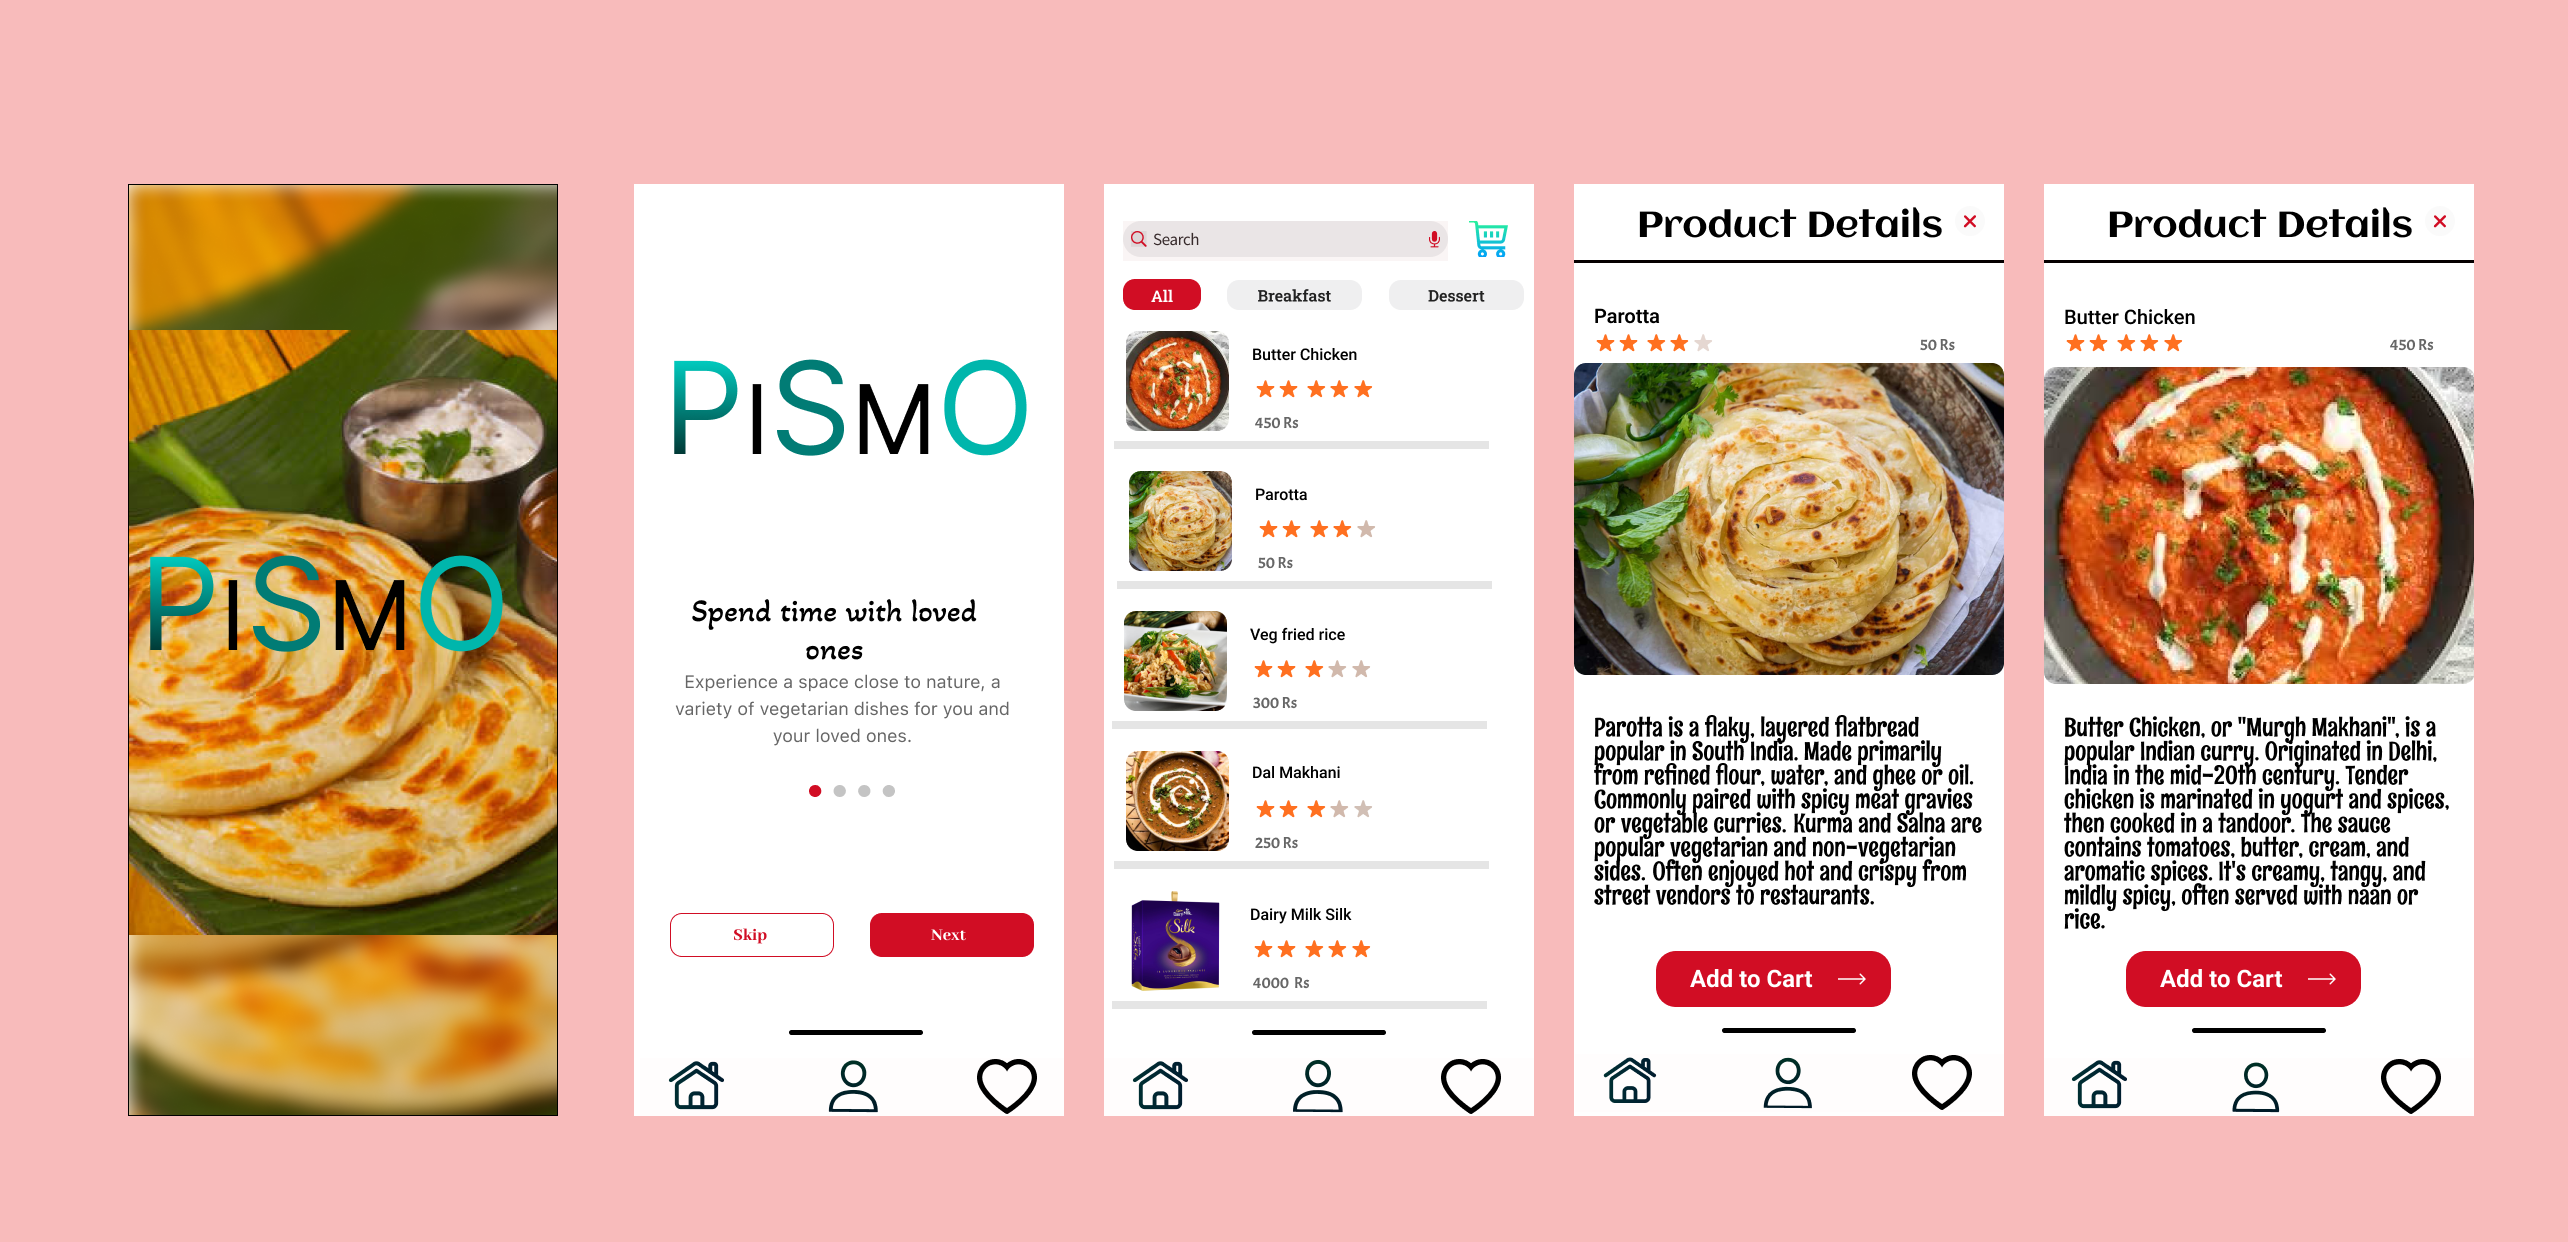 PiSmO
PiSmO
Spend time with loved
ones
Experience a space close to nature, a
variety of vegetarian dishes for you and
your loved ones.
Skip
Next
Search
All
Breakfast
Dessert
Butter Chicken
450 Rs
Parotta
50 Rs
Veg fried rice
300 Rs
Dal Makhani
250 Rs
Silk
Dairy Milk Silk
4000 Rs
Product Details
Parotta
50 Rs
Parotta is a flaky, layered flatbread
popular in South India. Made primarily
from refined flour, water, and ghee or oil.
Commonly paired with spicy meat gravies
or vegetable curries. Kurma and Salna are
popular vegetarian and non-vegetarian
sides. Often enjoyed hot and crispy from
street vendors to restaurants.
Add to Cart
Product Details
Butter Chicken
450 Rs
Butter Chicken, or "Murgh Makhani", is a
popular Indian curry. Originated in Delhi,
India in the mid-20th century. Tender
chicken is marinated in yogurt and spices,
then cooked in a tandoor. The sauce
contains tomatoes, butter, cream, and
aromatic spices. It's creamy, tangy, and
mildly spicy, often served with naan or
rice.
Add to Cart